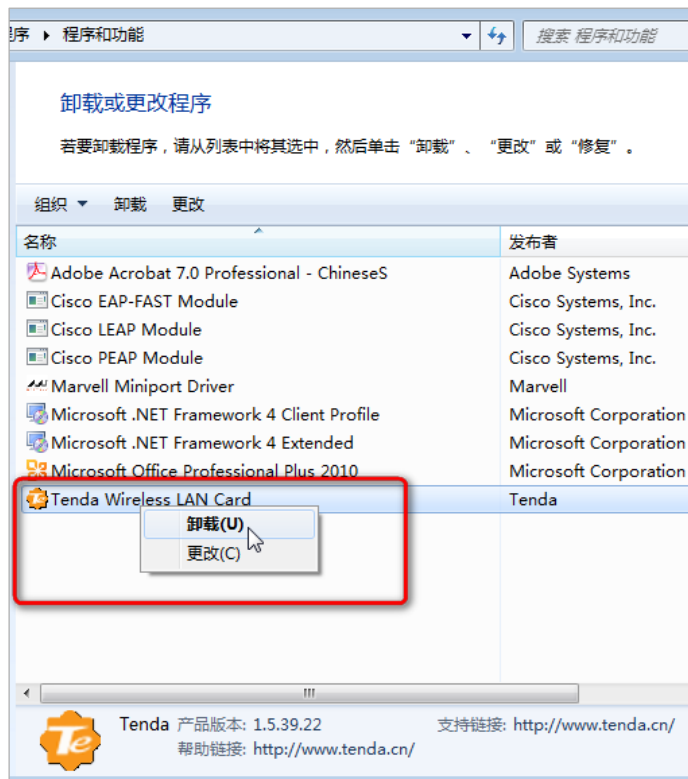 序 ▸ 程序和功能
搜索 程序和功能
卸载或更改程序
若要卸载程序，请从列表中将其选中，然后单击“卸载”、“更改”或“修复”。
组织 卸载 更改
名称 发布者
Adobe Acrobat 7.0 Professional - ChineseS Adobe Systems
Cisco EAP-FAST Module Cisco Systems, Inc.
Cisco LEAP Module Cisco Systems, Inc.
Cisco PEAP Module Cisco Systems, Inc.
Marvell Miniport Driver Marvell
Microsoft .NET Framework 4 Client Profile Microsoft Corporation
Microsoft .NET Framework 4 Extended Microsoft Corporation
Microsoft Office Professional Plus 2010 Microsoft Corporation
Tenda Wireless LAN Card Tenda
卸载(U)
更改(C)
Te
Tenda 产品版本: 1.5.39.22 支持链接: http://www.tenda.cn/
帮助链接: http://www.tenda.cn/